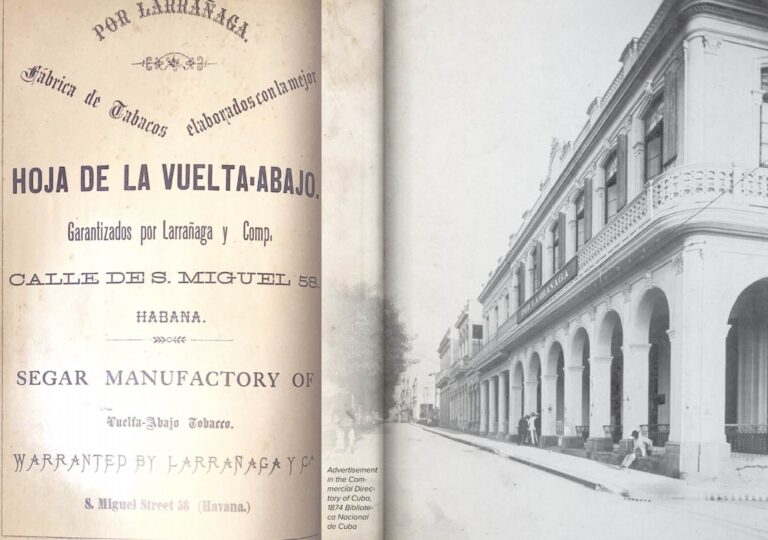 POR LARRAÑAGA.
Fábrica de Tabacos elaborados con la mejor
HOJA DE LA VUELTA-ABAJO.
Garantizados por Larrañaga y Comp.
CALLE DE S. MIGUEL 58.
HABANA.
SEGAR MANUFACTORY OF
Vuelta-Abajo Tobacco.
WARRANTED BY LARRAÑAGA Y Cª
S. Miguel Street 58 (Havana.)
Advertisement
in the Com-
mercial Direc-
tory of Cuba,
1874 Bibliote-
ca Nacional
de Cuba
POR LARRAÑAGA